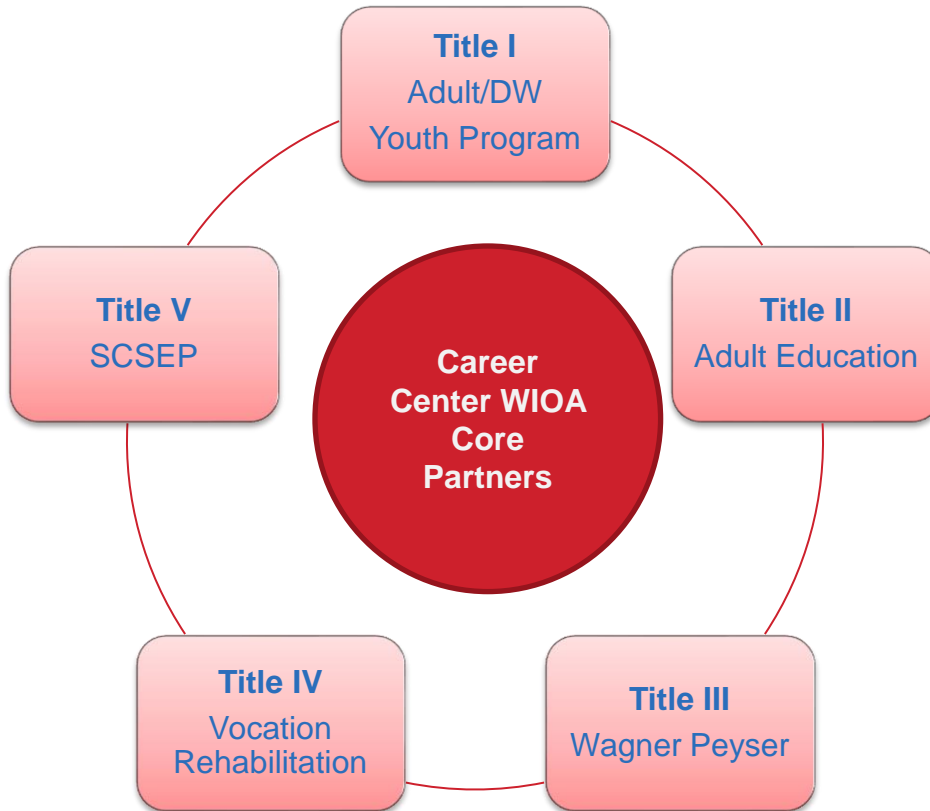 Title I
Adult/DW
Youth Program
Title V
SCSEP
Title II
Adult Education
Career
Center WIOA
Core
Partners
Title IV
Vocation
Rehabilitation
Title III
Wagner Peyser